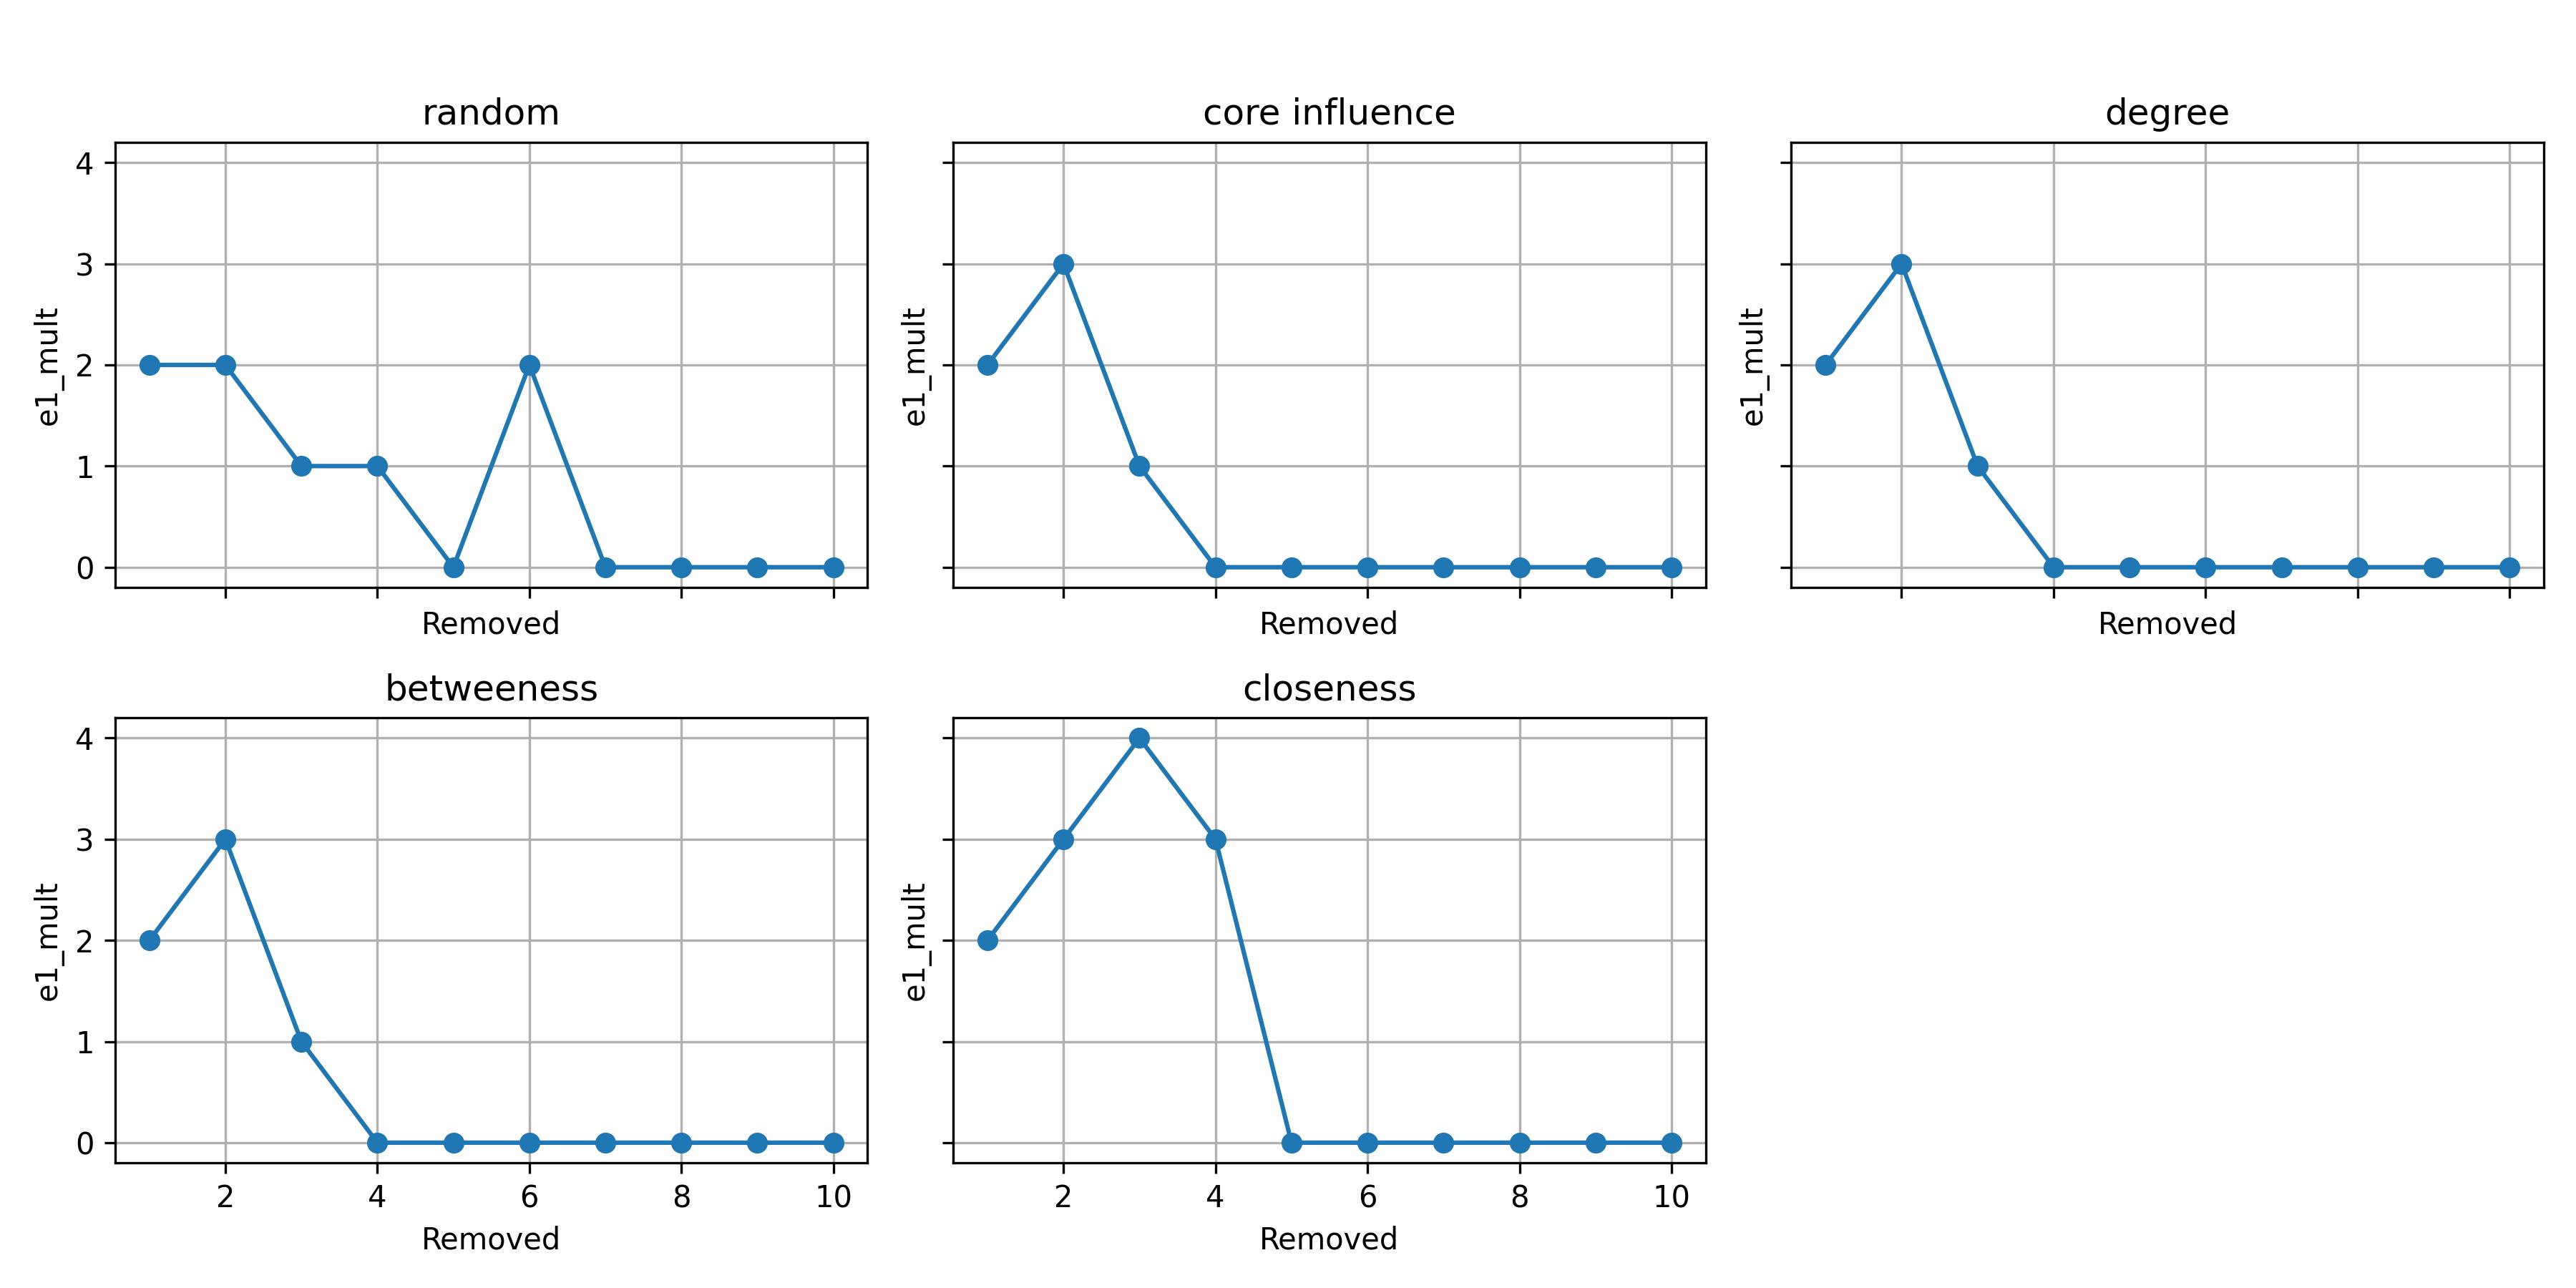 random
core influence
degree
4
3
2
1
0
e1_mult
e1_mult
e1_mult
Removed
Removed
Removed
betweeness
closeness
4
3
2
1
0
e1_mult
e1_mult
2 4 6 8 10
2 4 6 8 10
Removed
Removed